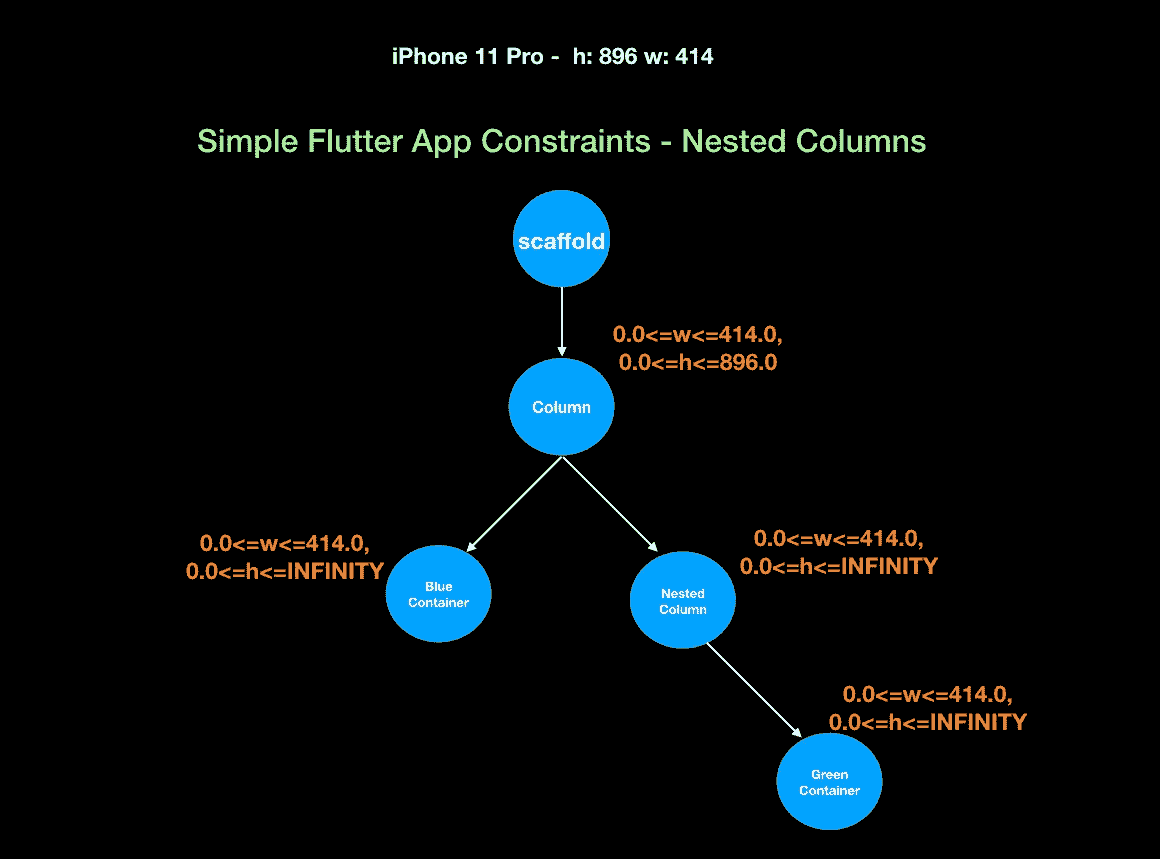 iPhone 11 Pro -  h: 896 w: 414
Simple Flutter App Constraints - Nested Columns
scaffold
0.0<=w<=414.0,
0.0<=h<=896.0
Column
0.0<=w<=414.0,
0.0<=h<=INFINITY
Blue
Container
0.0<=w<=414.0,
0.0<=h<=INFINITY
Nested
Column
0.0<=w<=414.0,
0.0<=h<=INFINITY
Green
Container